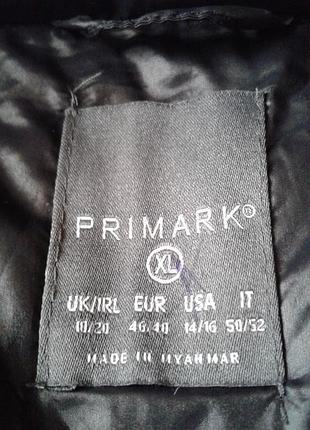 PRIMARK®
XL
UK/IRL EUR USA IT
18/20 46/48 14/16 50/52
MADE IN MYANMAR